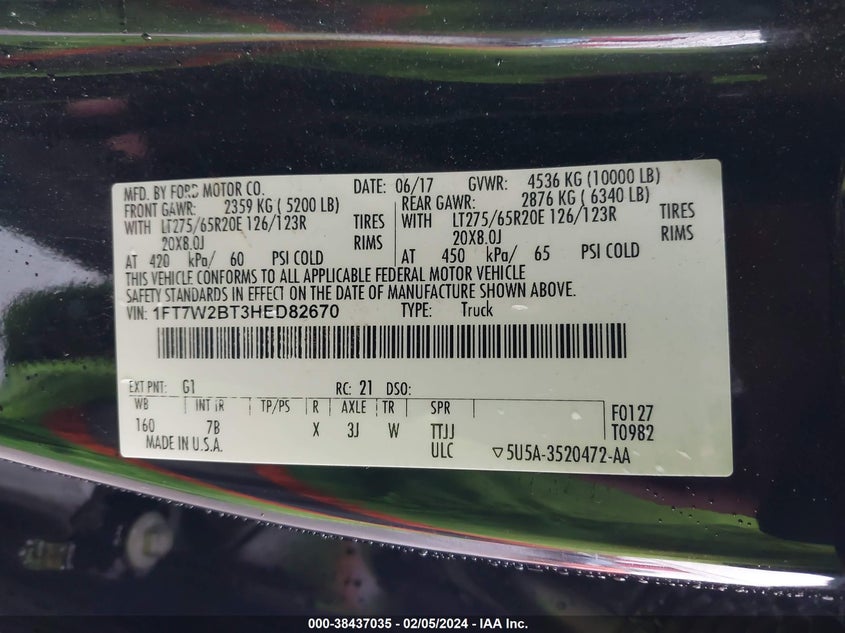 MFD. BY FORD MOTOR CO. DATE: 06/17 GVWR: 4536 KG (10000 LB)
FRONT GAWR: 2359 KG ( 5200 LB) REAR GAWR: 2876 KG ( 6340 LB)
WITH LT275/65R20E 126/123R TIRES WITH LT275/65R20E 126/123R TIRES
20X8.0J RIMS 20X8.0J RIMS
AT 420 kPa/ 60 PSI COLD AT 450 kPa/ 65 PSI COLD
THIS VEHICLE CONFORMS TO ALL APPLICABLE FEDERAL MOTOR VEHICLE
SAFETY STANDARDS IN EFFECT ON THE DATE OF MANUFACTURE SHOWN ABOVE.
VIN: 1FT7W2BT3HED82670 TYPE: Truck
EXT PNT: G1 RC: 21 DSO:
WB INT TR TP/PS R AXLE TR SPR F0127
160 7B X 3J W TTJJ T0982
MADE IN U.S.A. ULC ▽5U5A-3520472-AA
000-38437035 - 02/05/2024 - IAA Inc.